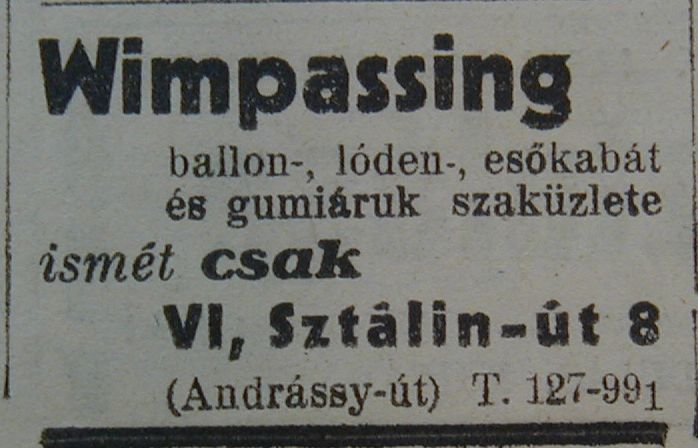 Wimpassing
ballon-, lóden-, esőkabát
és gumiáruk szaküzlete
ismét csak
VI, Sztálin-út 8
(Andrássy-út) T. 127-991